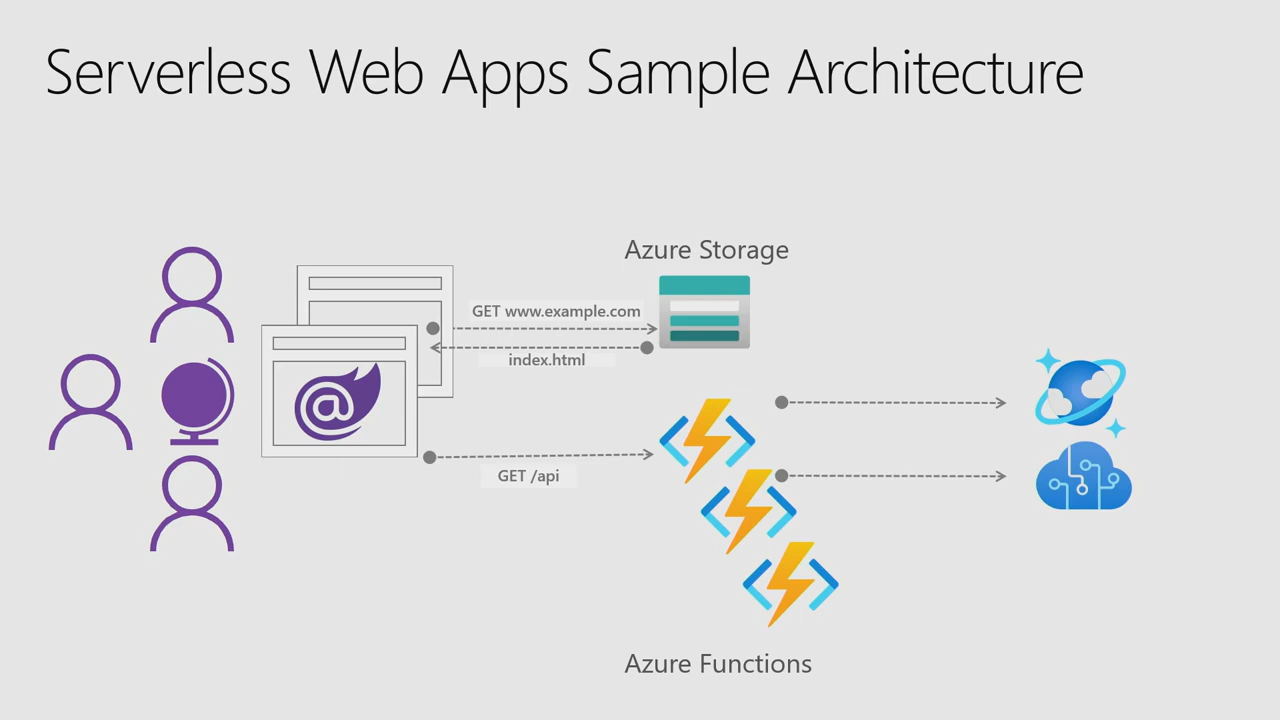 Serverless Web Apps Sample Architecture
Azure Storage
GET www.example.com
index.html
@
GET /api
Azure Functions